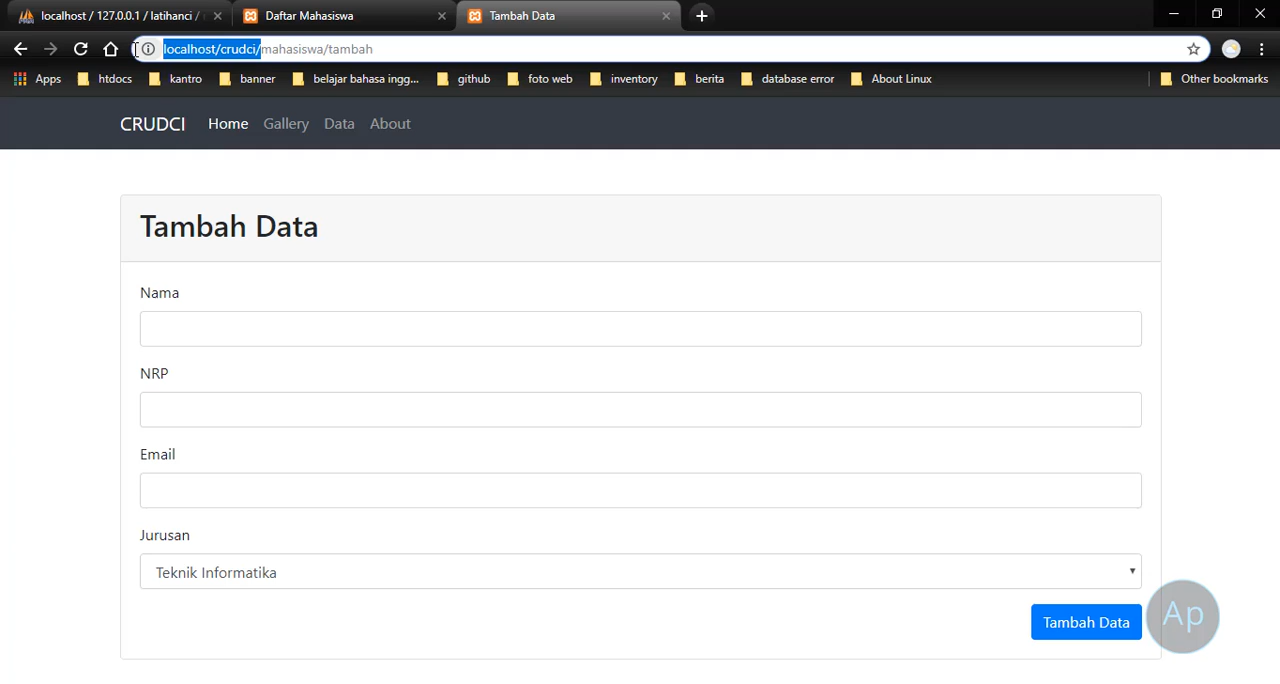 localhost / 127.0.0.1 / latihanci /
Daftar Mahasiswa
Tambah Data
localhost/crudci/mahasiswa/tambah
Apps
htdocs
kantro
banner
belajar bahasa ingg...
github
foto web
inventory
berita
database error
About Linux
Other bookmarks
CRUDCI Home Gallery Data About
Tambah Data
Nama
NRP
Email
Jurusan
Teknik Informatika
Tambah Data
Ap